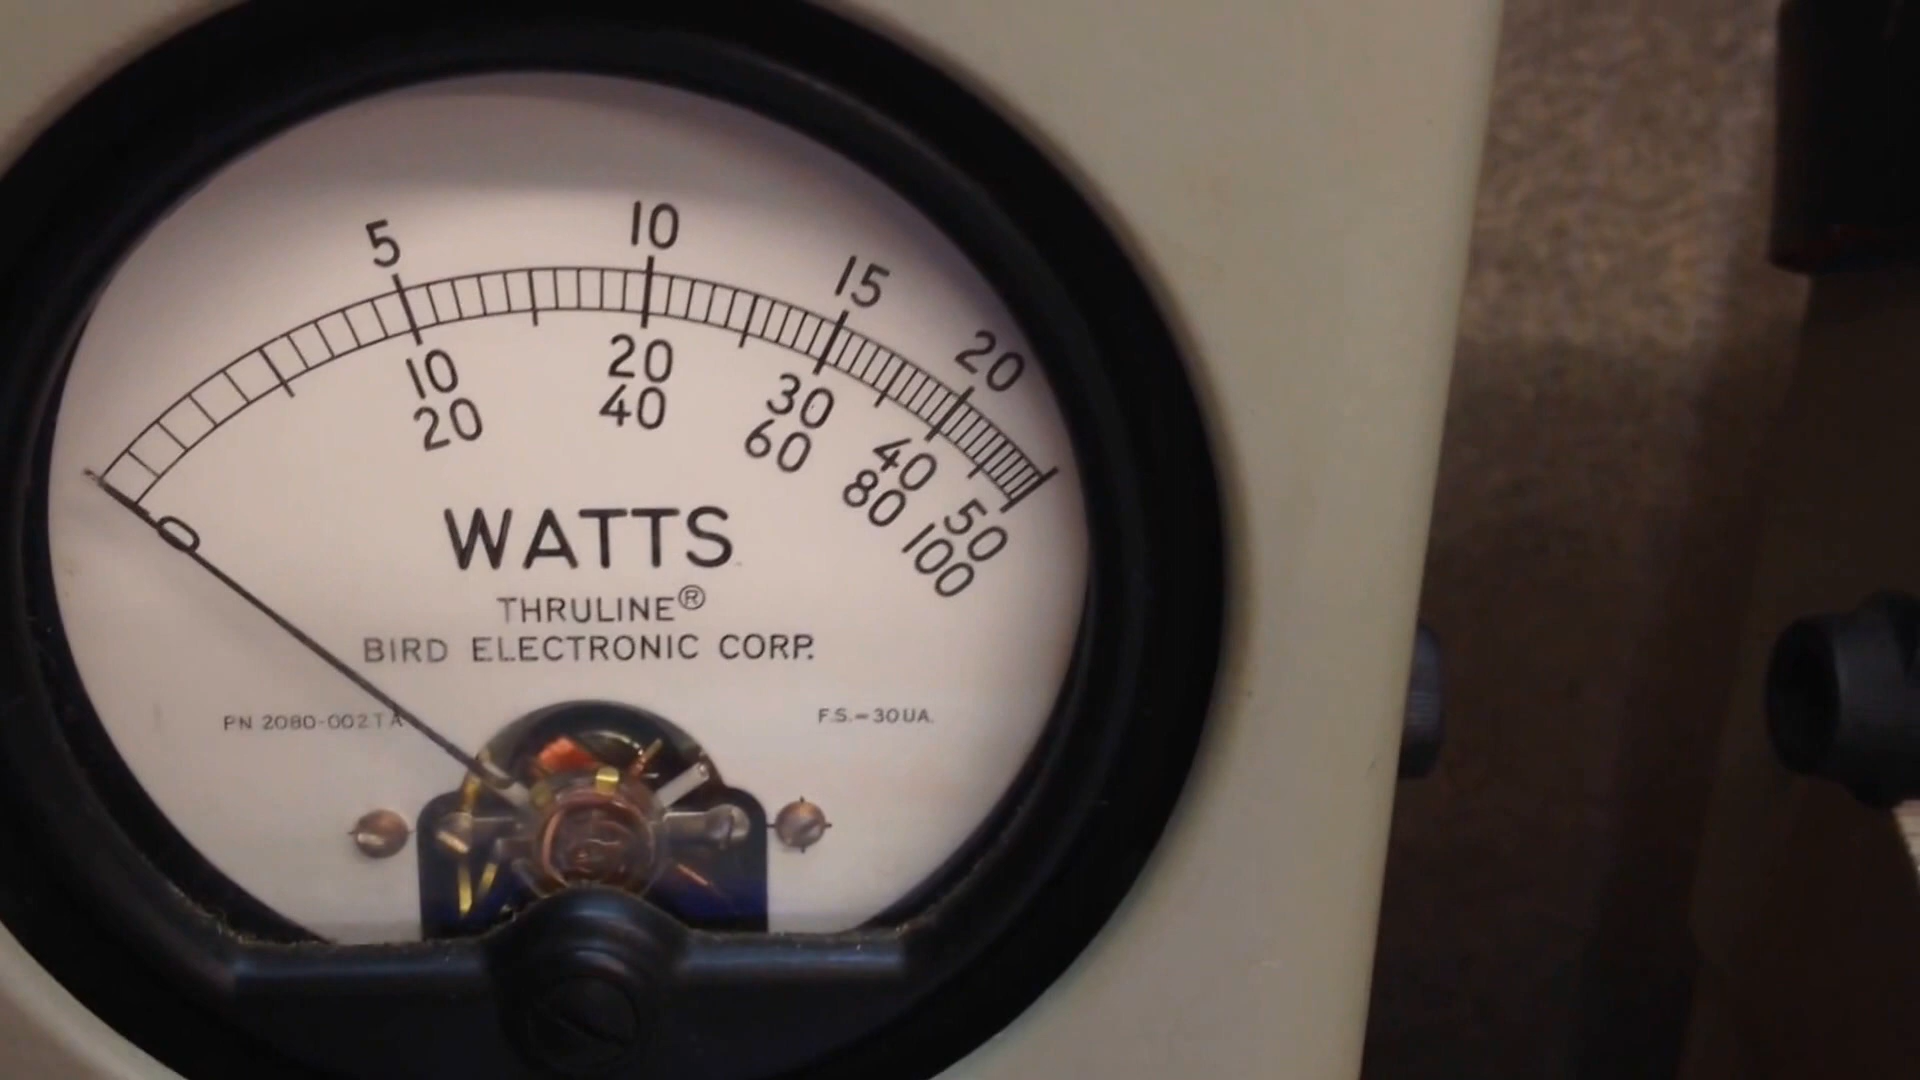 5 10 15 20
10 20 30 40 50
20 40 60 80 100
0
WATTS
THRULINE®
BIRD ELECTRONIC CORP.
PN 2080-002TA F.S.-30UA.